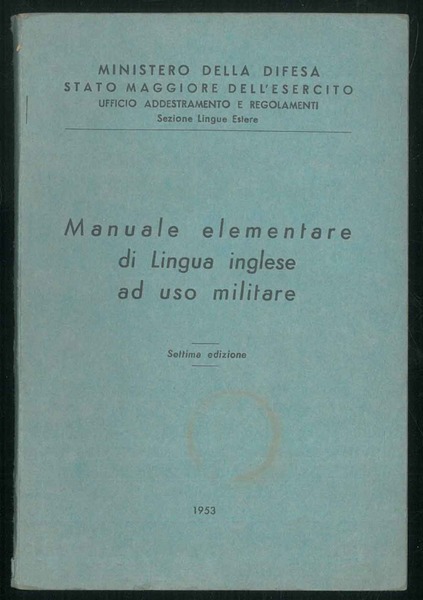 MINISTERO DELLA DIFESA
STATO MAGGIORE DELL'ESERCITO
UFFICIO ADDESTRAMENTO E REGOLAMENTI
Sezione Lingue Estere
Manuale elementare
di Lingua inglese
ad uso militare
Settima edizione
1953